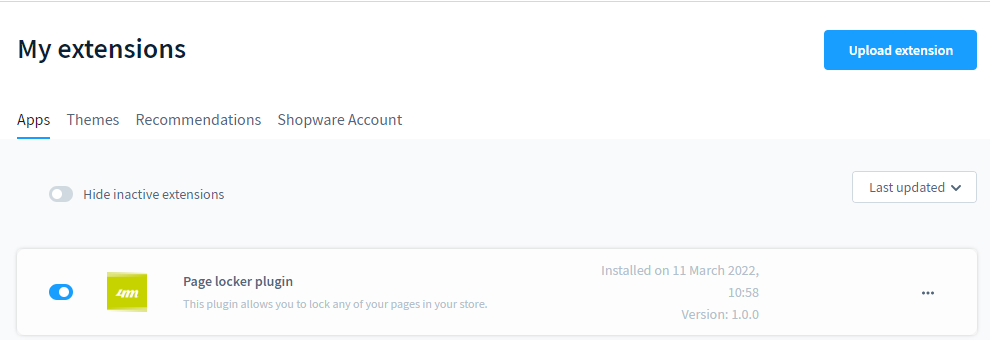 My extensions
Upload extension
Apps Themes Recommendations Shopware Account
Hide inactive extensions
Last updated
Page locker plugin
This plugin allows you to lock any of your pages in your store.
Installed on 11 March 2022,
10:58
Version: 1.0.0